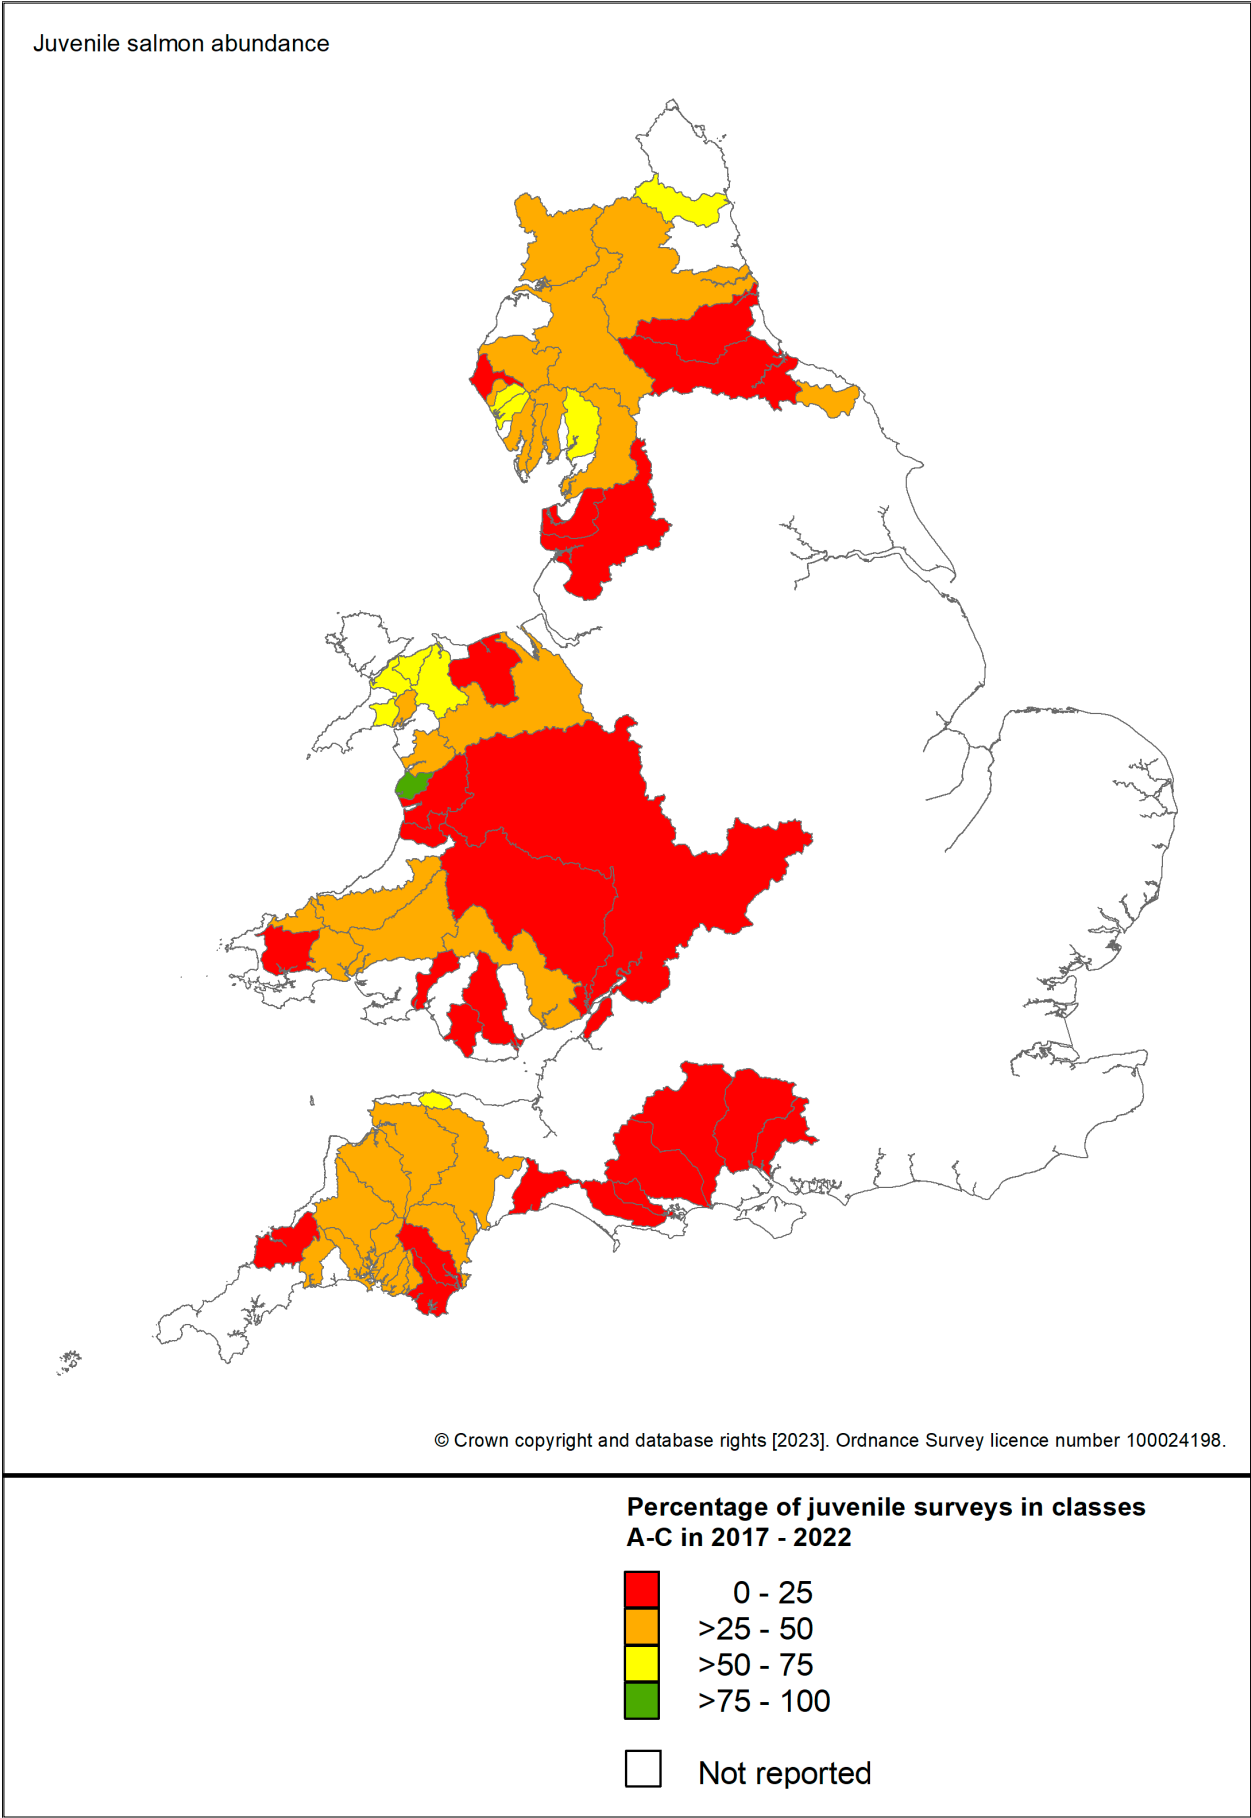 Juvenile salmon abundance
© Crown copyright and database rights [2023]. Ordnance Survey licence number 100024198.
Percentage of juvenile surveys in classes
A-C in 2017 - 2022
0 - 25
>25 - 50
>50 - 75
>75 - 100
Not reported